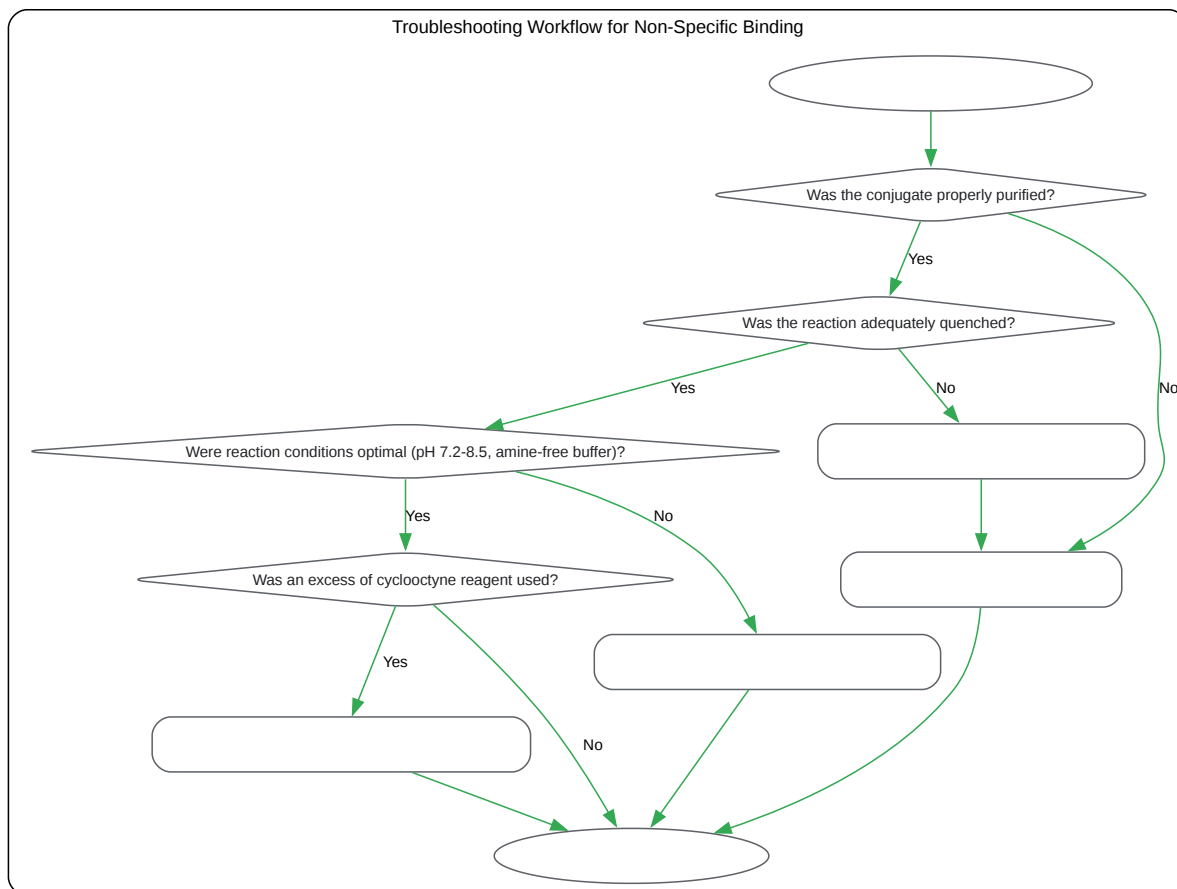 Troubleshooting Workflow for Non-Specific Binding
Was the conjugate properly purified?
Yes
Was the reaction adequately quenched?
Yes
No
No
Were reaction conditions optimal (pH 7.2-8.5, amine-free buffer)?
Yes
No
Was an excess of cyclooctyne reagent used?
Yes
No